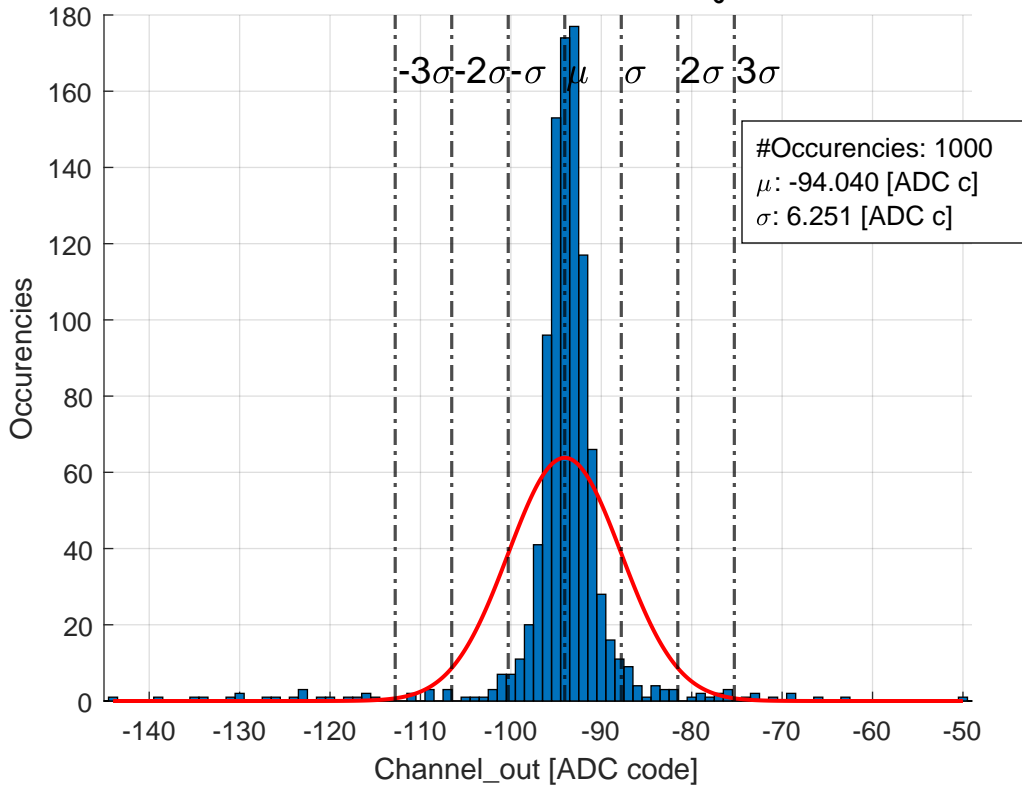 180
160
140
120
100
80
60
40
20
0
-3σ -2σ -σ μ σ 2σ 3σ
#Occurencies: 1000
μ: -94.040 [ADC c]
σ: 6.251 [ADC c]
Occurencies
-140 -130 -120 -110 -100 -90 -80 -70 -60 -50
Channel_out [ADC code]